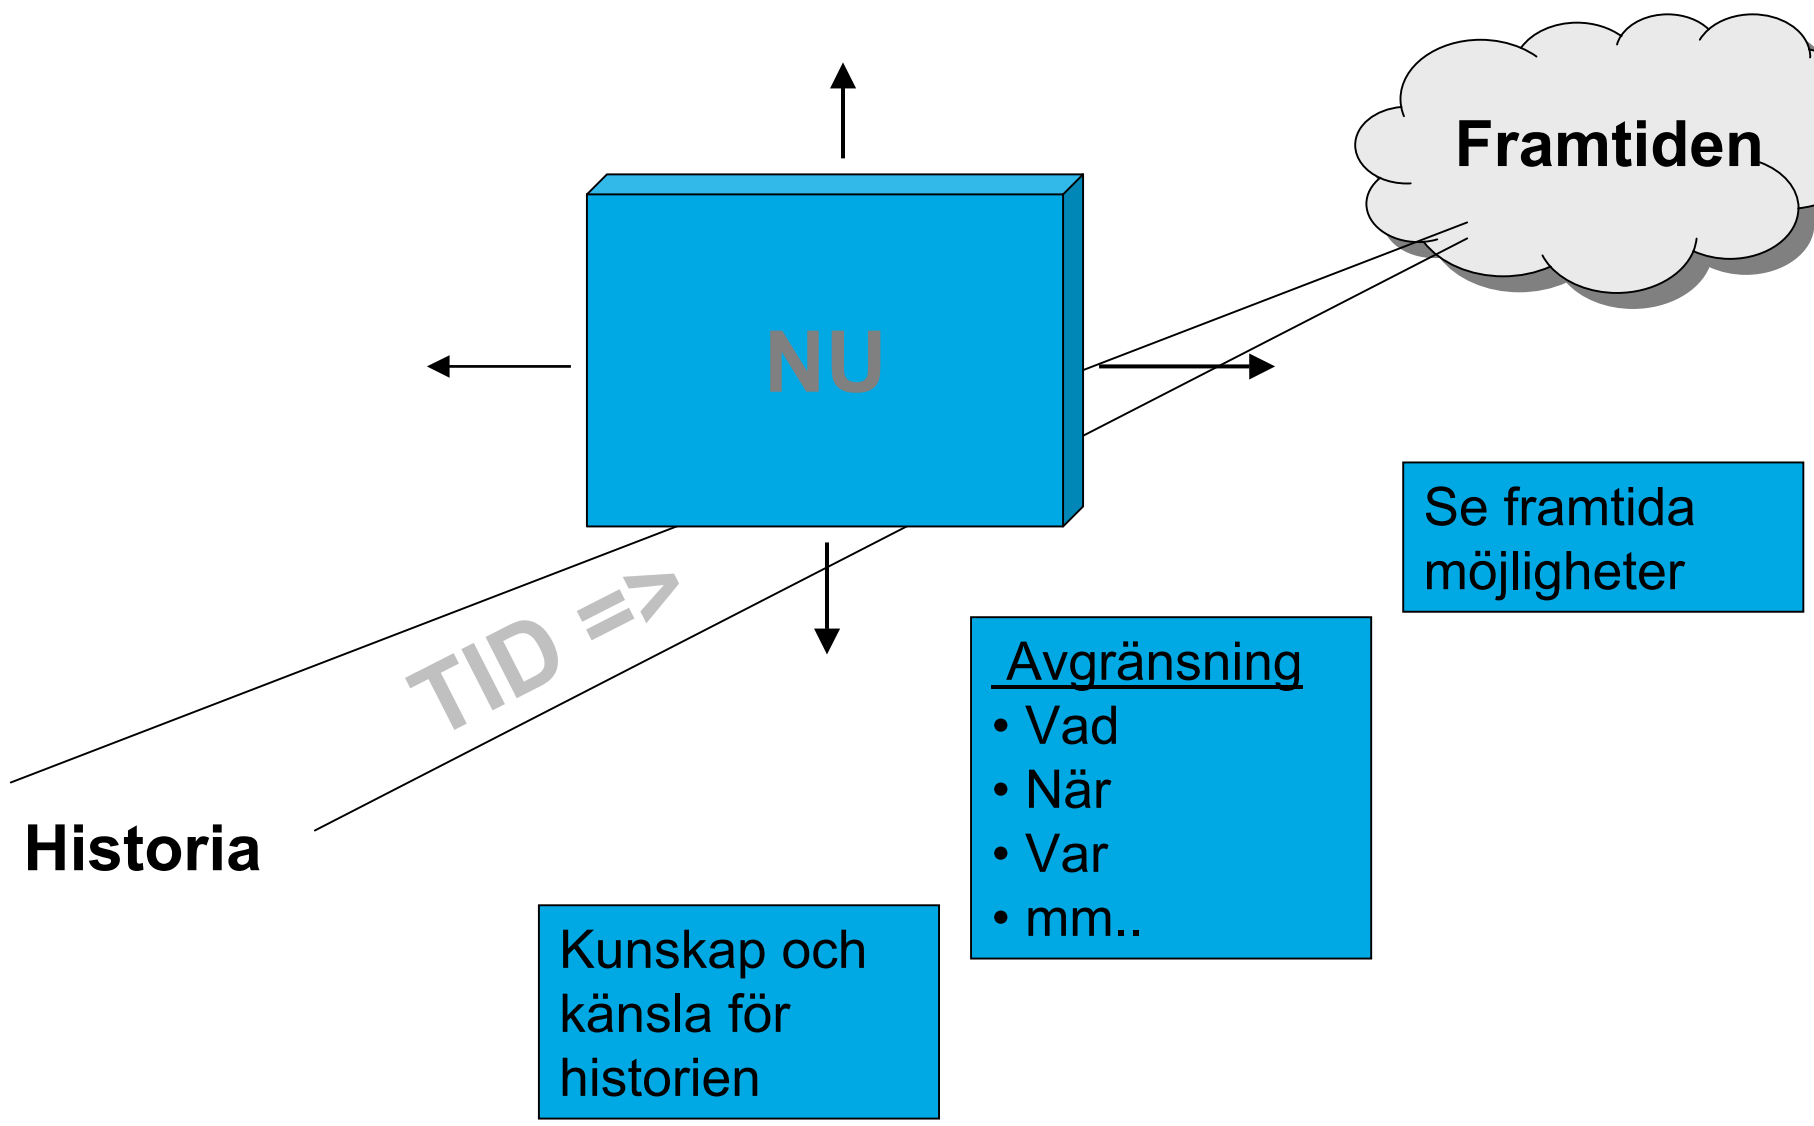 Framtiden
NU
TID =>
Historia
Se framtida
möjligheter
Avgränsning
• Vad
• När
• Var
• mm..
Kunskap och
känsla för
historien